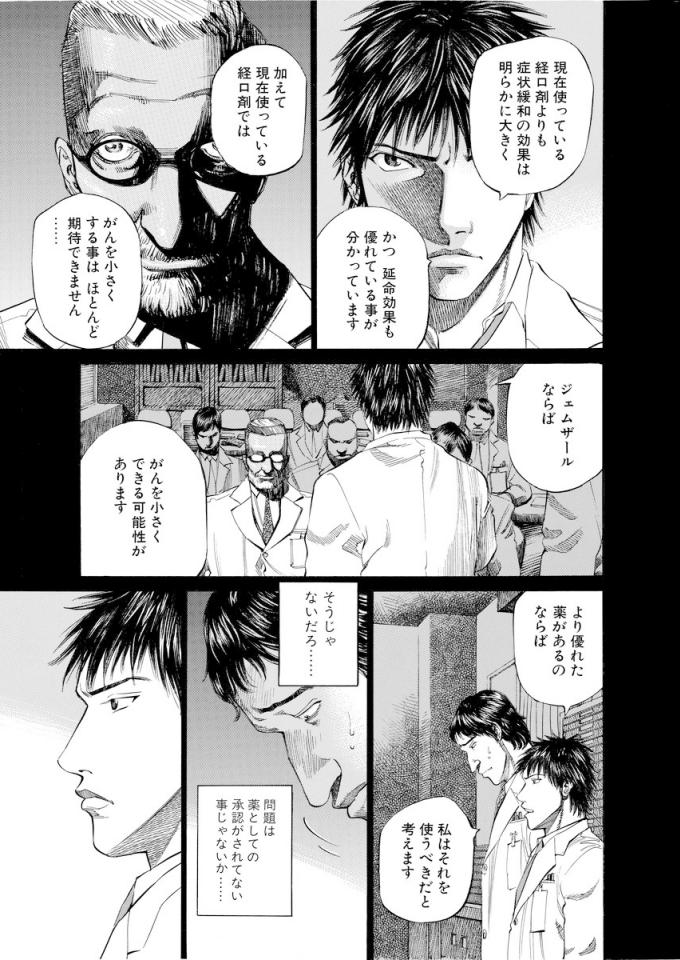 現在使っている
経口剤よりも
症状緩和の効果は
明らかに大きく
かつ 延命効果も
優れている事が
分かっています
加えて
現在使っている
経口剤では
がんを小さく
する事は ほとんど
期待できません
……
ジェムザール
ならば
がんを小さく
できる可能性が
あります
より優れた
薬があるの
ならば
私はそれを
使うべきだと
考えます
そうじゃ
ないだろ……
問題は
薬としての
承認がされてない
事じゃないか……